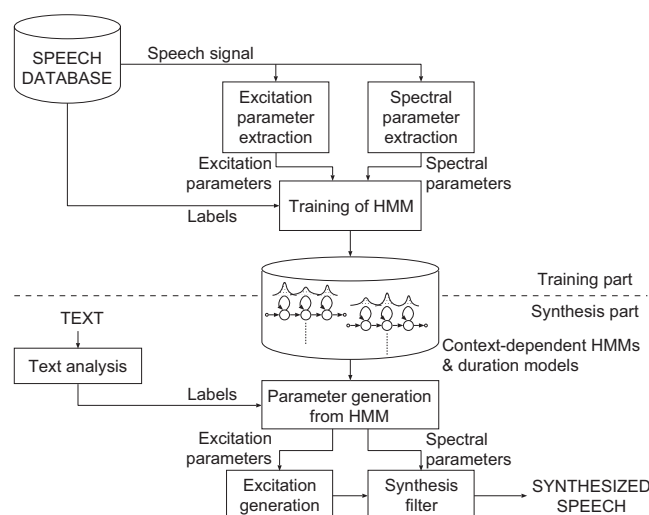 SPEECH
DATABASE
Speech signal
Excitation
parameter
extraction
Spectral
parameter
extraction
Excitation
parameters
Spectral
parameters
Labels
Training of HMM
Training part
Synthesis part
TEXT
Text analysis
Context-dependent HMMs
& duration models
Labels
Parameter generation
from HMM
Excitation
parameters
Spectral
parameters
Excitation
generation
Synthesis
filter
SYNTHESIZED
SPEECH